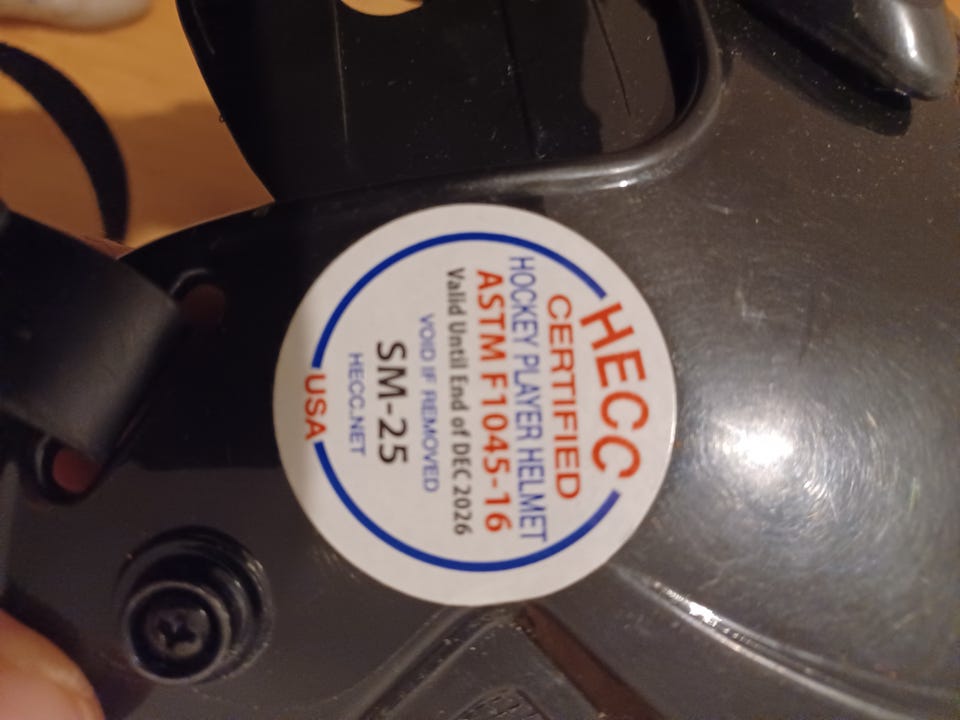 HECC
CERTIFIED
HOCKEY PLAYER HELMET
ASTM F1045-16
Valid Until End of DEC 2026
VOID IF REMOVED
SM-25
HECC.NET
USA